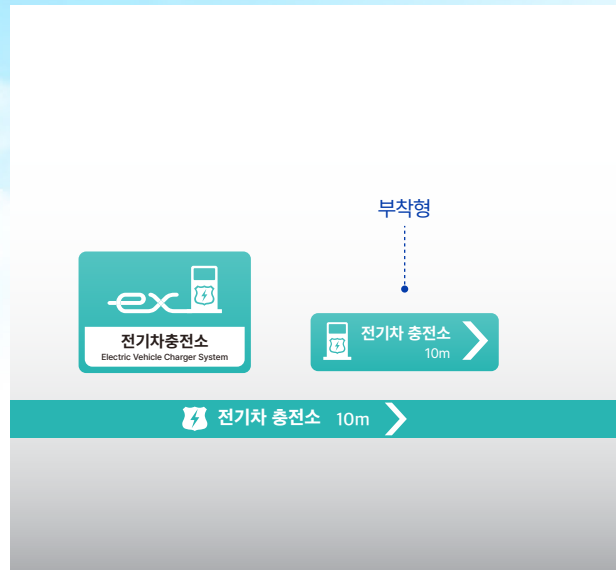 부착형
ex
전기차충전소
Electric Vehicle Charger System
전기차 충전소
10m
전기차 충전소 10m